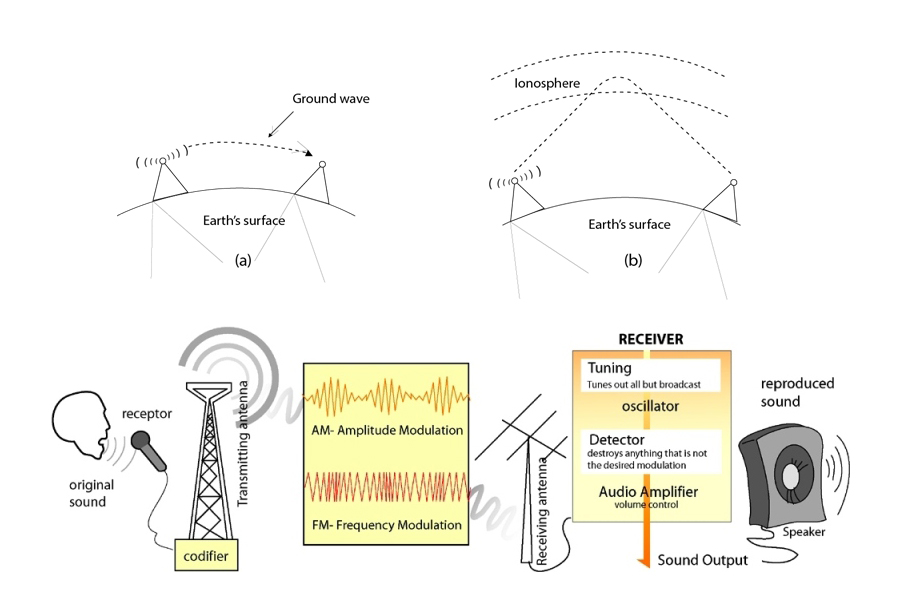 Ground wave
Earth's surface
(a)
Ionosphere
Earth's surface
(b)
original
sound
receptor
Transmitting antenna
codifier
AM- Amplitude Modulation
FM- Frequency Modulation
Receiving antenna
RECEIVER
Tuning
Tunes out all but broadcast
oscillator
Detector
destroys anything that is not
the desired modulation
Audio Amplifier
volume control
Sound Output
reproduced
sound
Speaker